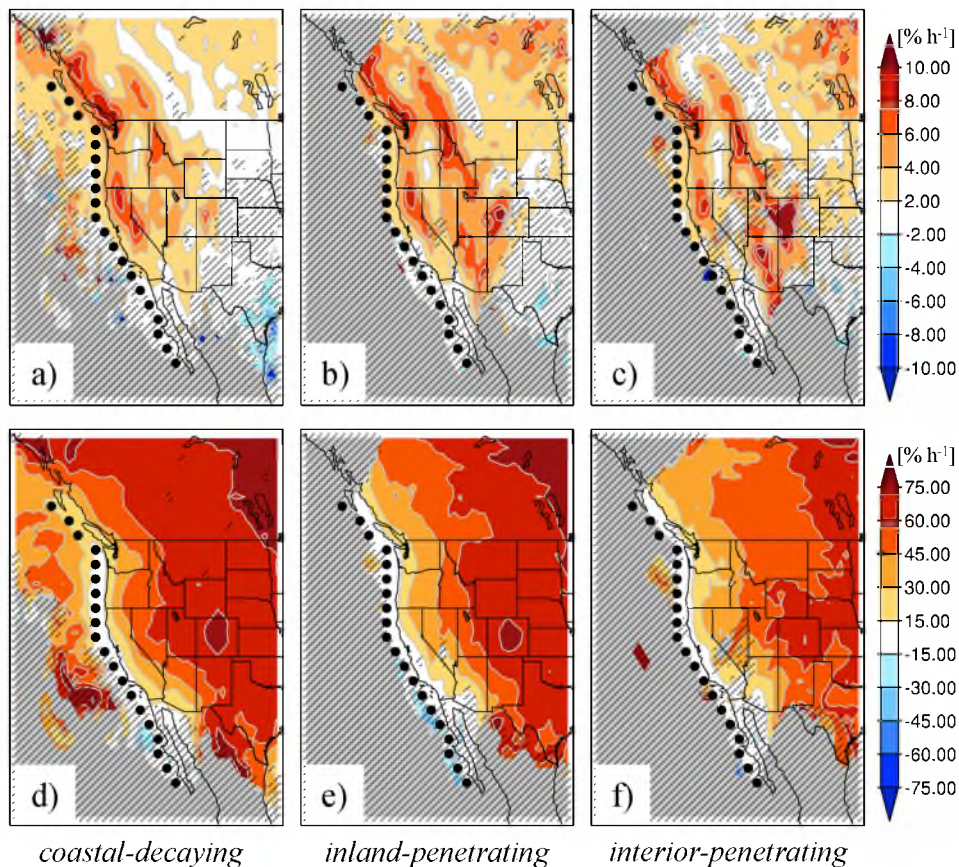 [% h-1]
10.00
8.00
6.00
4.00
2.00
-2.00
-4.00
-6.00
-8.00
-10.00
a)
b)
c)
[% h-1]
75.00
60.00
45.00
30.00
15.00
-15.00
-30.00
-45.00
-60.00
-75.00
d)
e)
f)
coastal-decaying
inland-penetrating
interior-penetrating